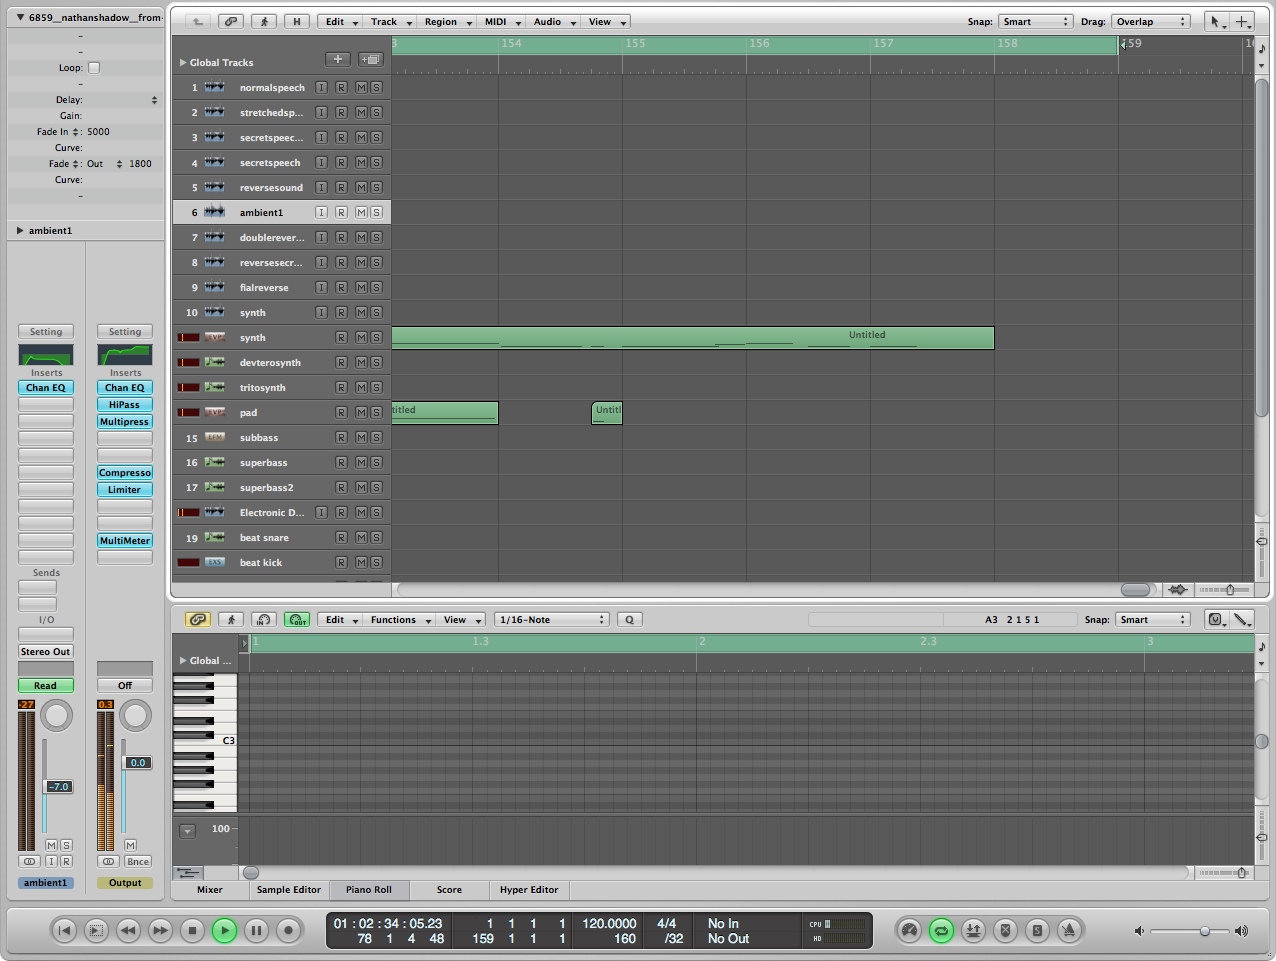 6859__nathanshadow__from-
–
–
Loop:
–
Delay:
Gain:
Fade In : 5000
Curve:
Fade : Out 1800
Curve:
–
ambient1
Setting Setting
Inserts Inserts
Chan EQ Chan EQ
HiPass
Multipress
Compresso
Limiter
MultiMeter
Sends
I/O
Stereo Out
Read Off
-27 0.3
0.0
-7.0
M S M
I R Bnce
ambient1 Output
H Edit Track Region MIDI Audio View Snap: Smart Drag: Overlap
3 154 155 156 157 158 159 16
Global Tracks
1 normalspeech I R M S
2 stretchedsp... I R M S
3 secretspeec... I R M S
4 secretspeech I R M S
5 reversesound I R M S
6 ambient1 I R M S
7 doublerever... I R M S
8 reversesecr... I R M S
9 fialreverse I R M S
10 synth I R M S
synth R M S Untitled
devterosynth R M S
tritosynth R M S
pad R M S titled Untitl
15 EFM subbass R M S
16 superbass R M S
17 superbass2 R M S
Electronic D... I R M S
19 beat snare R M S
EXS beat kick R M S
IN OUT Edit Functions View 1/16-Note Q A3 2 1 5 1 Snap: Smart
1 1.3 2 2.3 3
Global ...
C3
100
Mixer Sample Editor Piano Roll Score Hyper Editor
01 : 02 : 34 : 05.23 1 1 1 1 120.0000 4/4 No In CPU
78 1 4 48 159 1 1 1 160 /32 No Out HD
S